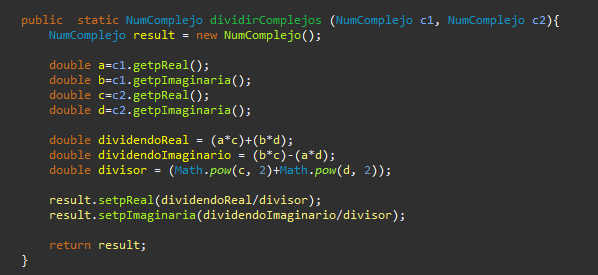 public  static NumComplejo dividirComplejos (NumComplejo c1, NumComplejo c2){
    NumComplejo result = new NumComplejo();

    double a=c1.getpReal();
    double b=c1.getpImaginaria();
    double c=c2.getpReal();
    double d=c2.getpImaginaria();

    double dividendoReal = (a*c)+(b*d);
    double dividendoImaginario = (b*c)-(a*d);
    double divisor = (Math.pow(c, 2)+Math.pow(d, 2));

    result.setpReal(dividendoReal/divisor);
    result.setpImaginaria(dividendoImaginario/divisor);

    return result;
}